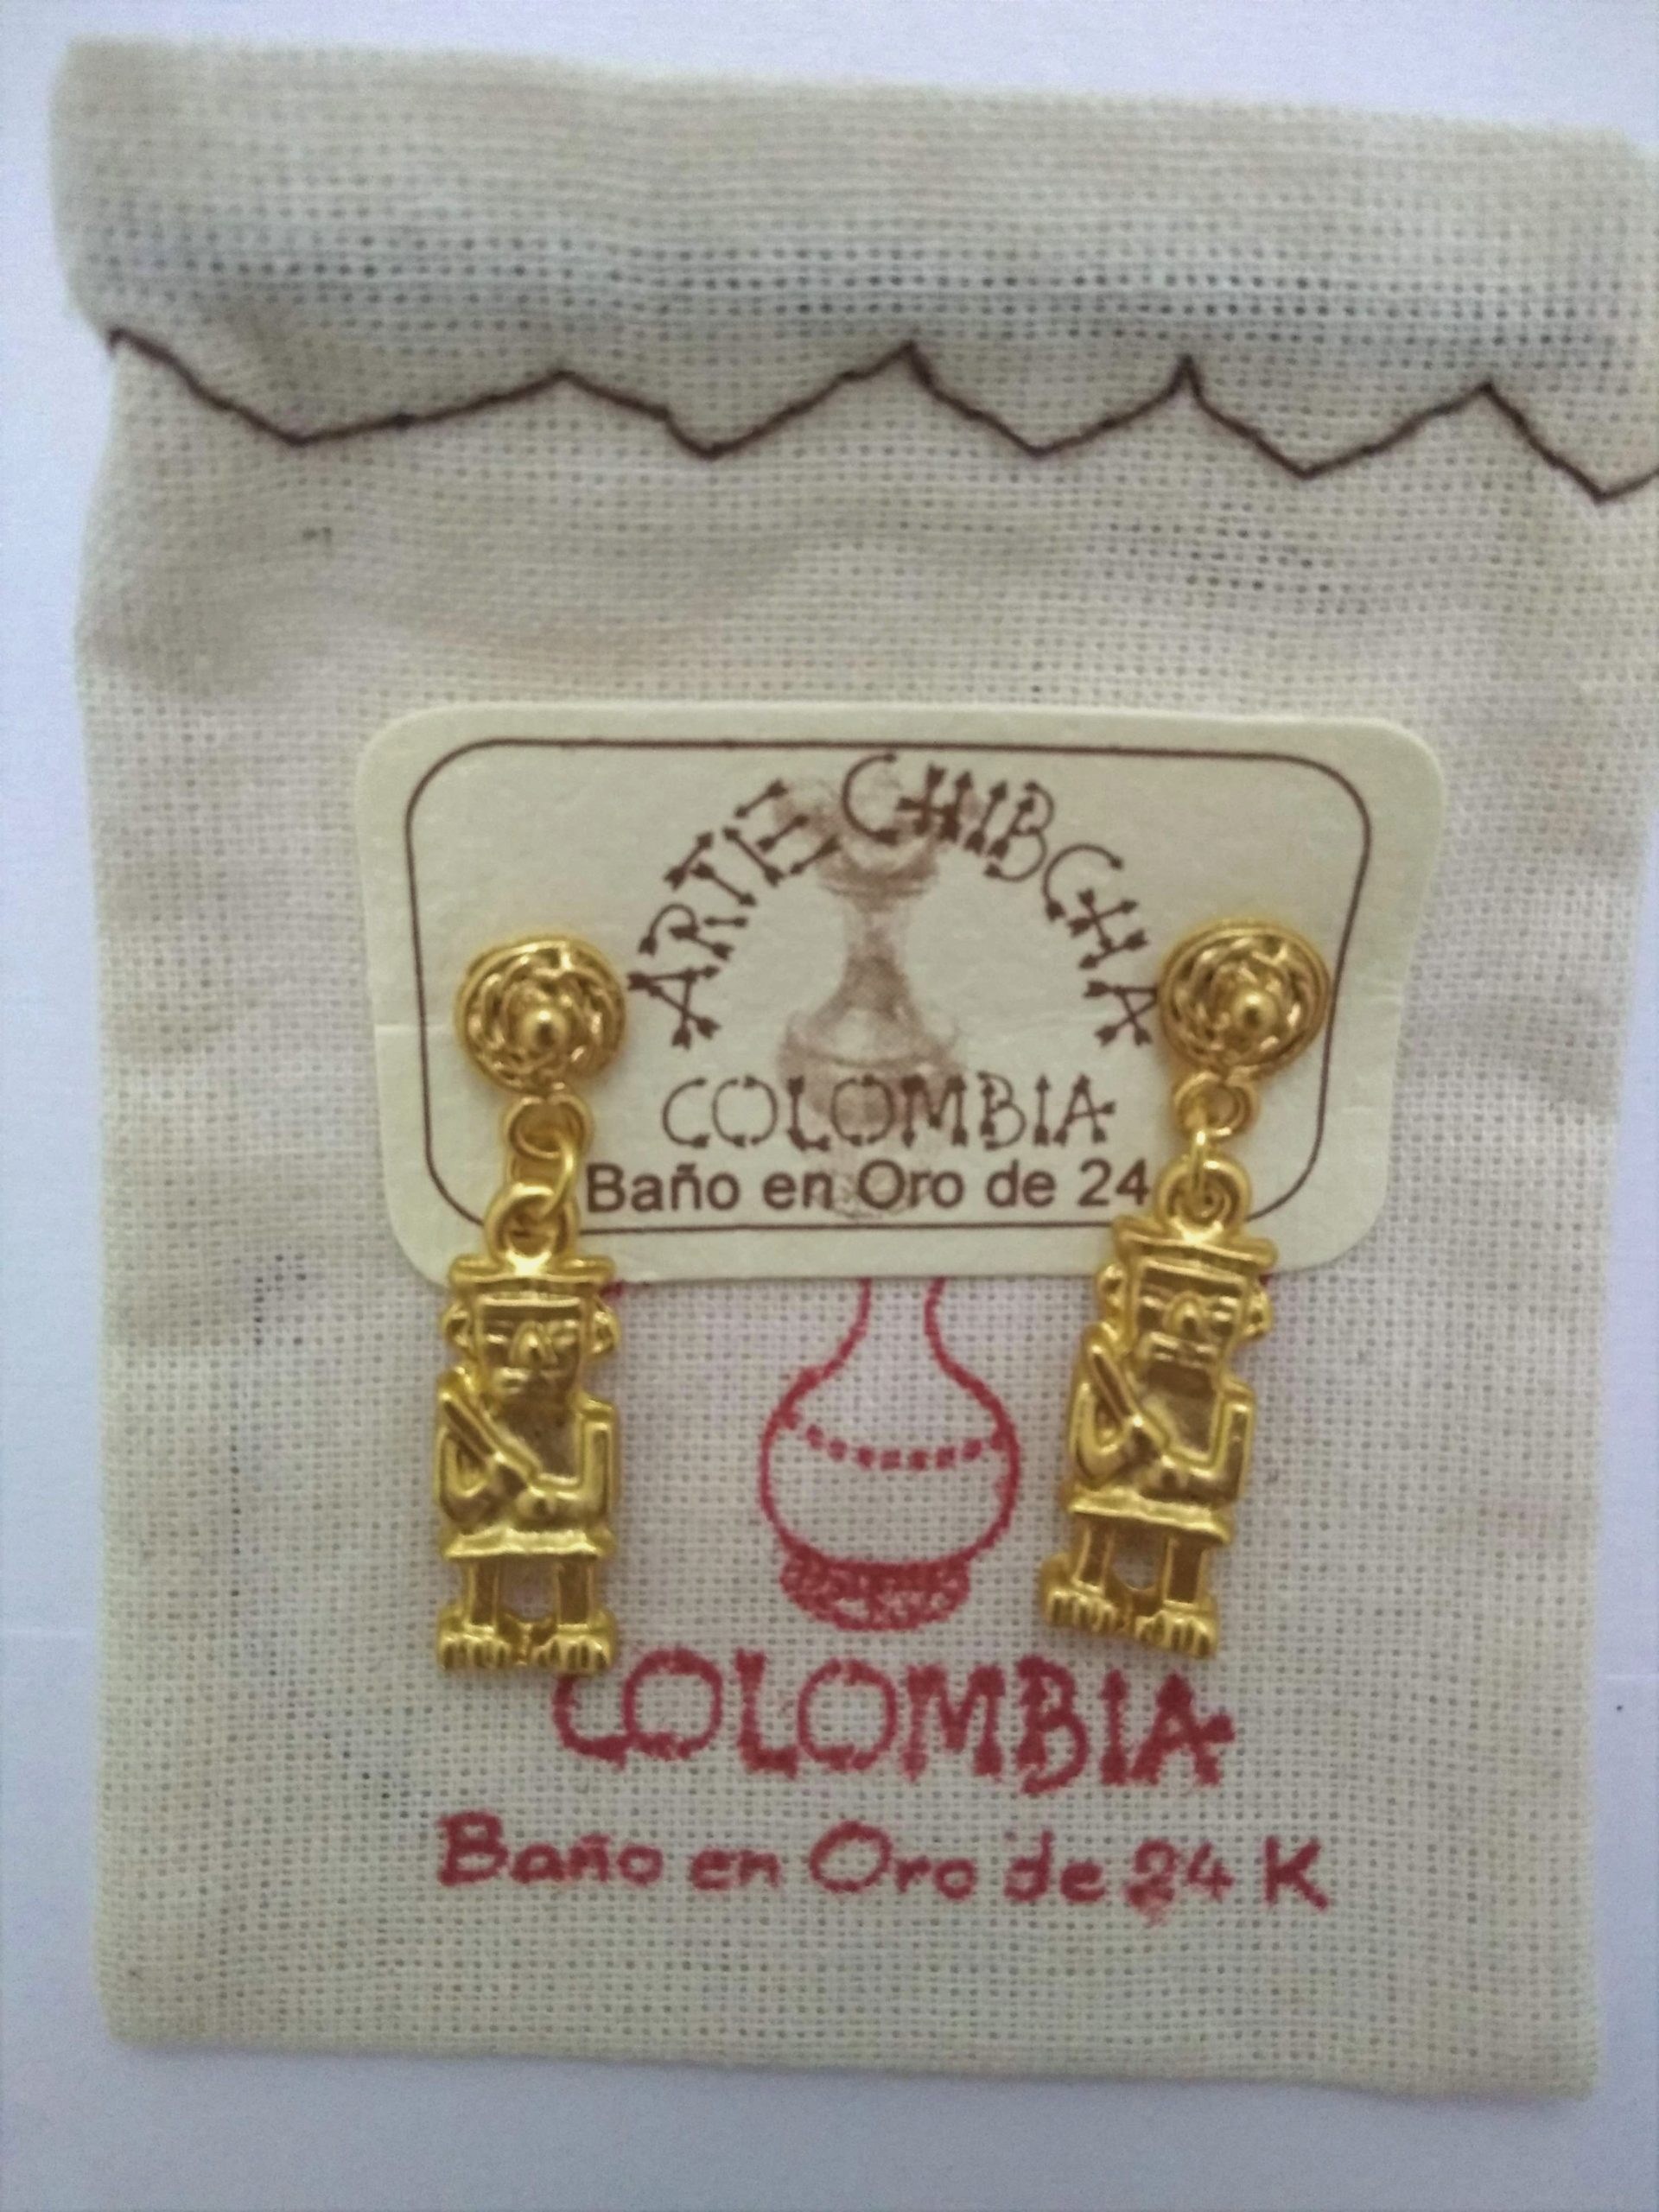 ARTE CHIBCHA
COLOMBIA
Baño en Oro de 24
COLOMBIA
Baño en Oro de 24 K